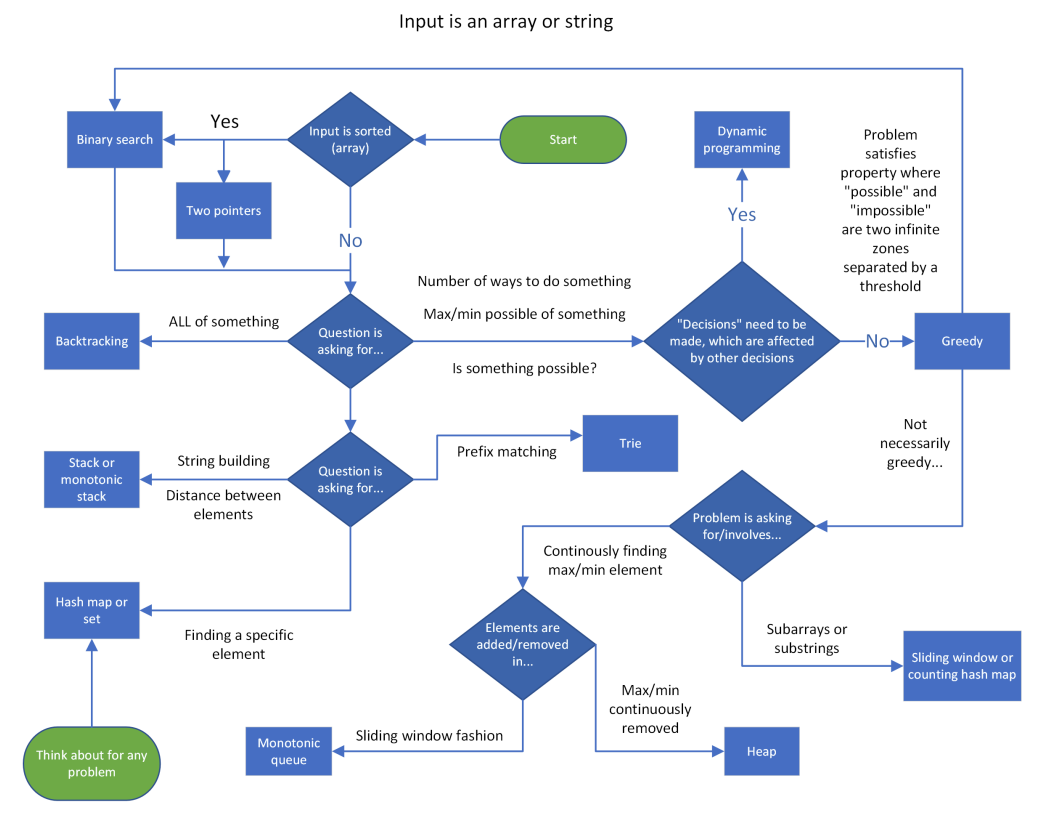 Input is an array or string
Binary search
Yes
Input is sorted
(array)
Start
Two pointers
No
Dynamic
programming
Yes
Problem
satisfies
property where
"possible" and
"impossible"
are two infinite
zones
separated by a
threshold
Number of ways to do something
Max/min possible of something
Is something possible?
Backtracking
ALL of something
Question is
asking for...
"Decisions" need to be
made, which are affected
by other decisions
No
Greedy
Not
necessarily
greedy...
Stack or
monotonic
stack
String building
Distance between
elements
Question is
asking for...
Prefix matching
Trie
Problem is asking
for/involves...
Continously finding
max/min element
Hash map or
set
Finding a specific
element
Elements are
added/removed
in...
Subarrays or
substrings
Sliding window or
counting hash map
Max/min
continuously
removed
Think about for any
problem
Monotonic
queue
Sliding window fashion
Heap